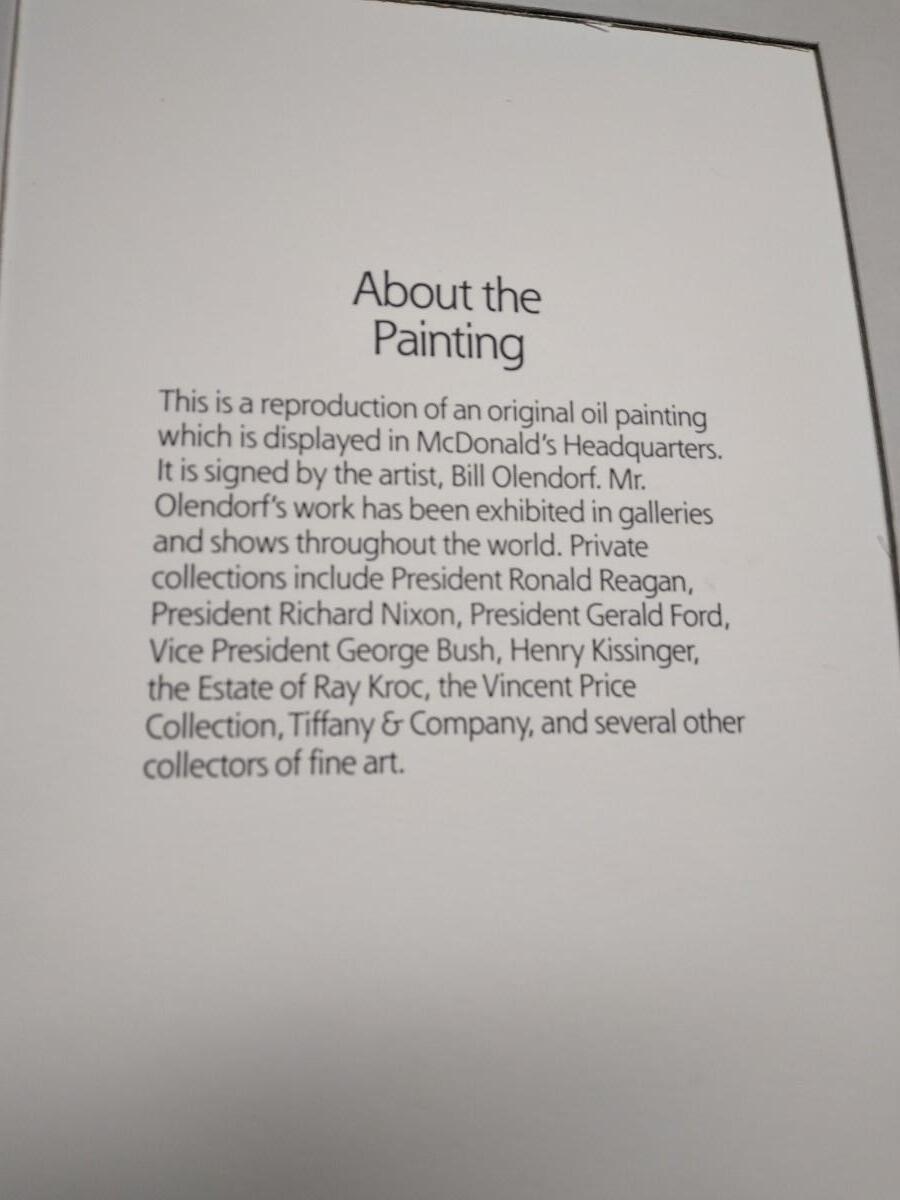 About the
Painting
This is a reproduction of an original oil painting
which is displayed in McDonald's Headquarters.
It is signed by the artist, Bill Olendorf. Mr.
Olendorf's work has been exhibited in galleries
and shows throughout the world. Private
collections include President Ronald Reagan,
President Richard Nixon, President Gerald Ford,
Vice President George Bush, Henry Kissinger,
the Estate of Ray Kroc, the Vincent Price
Collection, Tiffany & Company, and several other
collectors of fine art.